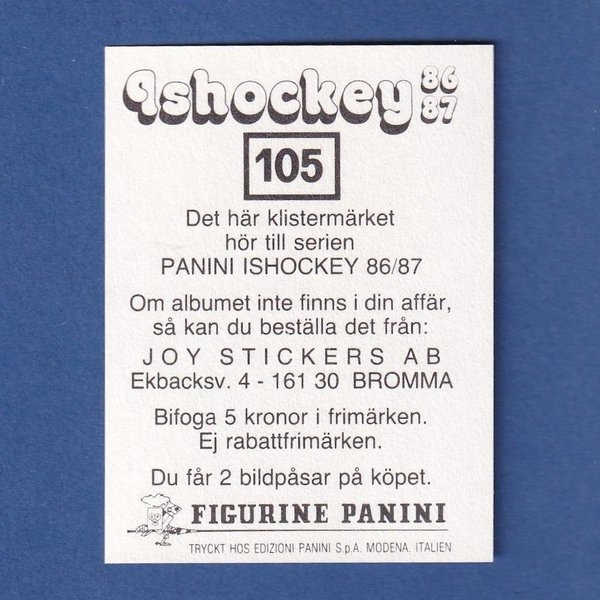 Ishockey 86 87
105
Det här klistermärket
hör till serien
PANINI ISHOCKEY 86/87
Om albumet inte finns i din affär,
så kan du beställa det från:
JOY STICKERS AB
Ekbacksv. 4 - 161 30 BROMMA
Bifoga 5 kronor i frimärken.
Ej rabattfrimärken.
Du får 2 bildpåsar på köpet.
FIGURINE PANINI
TRYCKT HOS EDIZIONI PANINI S.p.A. MODENA. ITALIEN